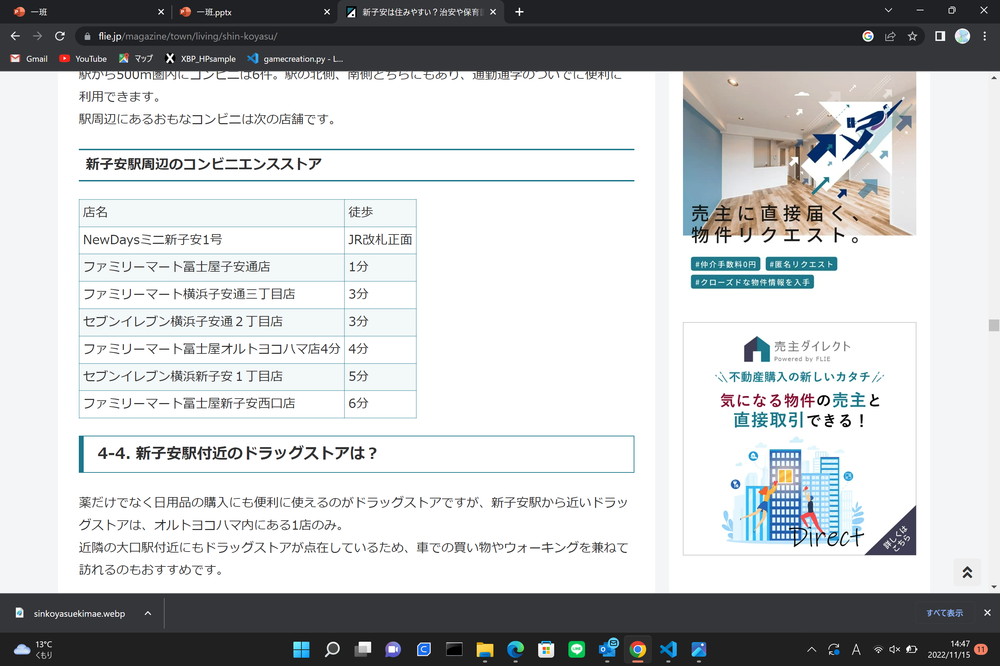 一班
一班.pptx
新子安は住みやすい？治安や保育園
flie.jp/magazine/town/living/shin-koyasu/
Gmail
YouTube
マップ
XBP_HPsample
gamecreation.py - L...
駅から500m圏内にコンビニは6件。駅の北側、南側どちらにもあり、通勤通学のついでに便利に
利用できます。
駅周辺にあるおもなコンビニは次の店舗です。
新子安駅周辺のコンビニエンスストア
店名 徒歩
NewDaysミニ新子安1号 JR改札正面
ファミリーマート冨士屋子安通店 1分
ファミリーマート横浜子安通三丁目店 3分
セブンイレブン横浜子安通２丁目店 3分
ファミリーマート冨士屋オルトヨコハマ店4分 4分
セブンイレブン横浜新子安１丁目店 5分
ファミリーマート冨士屋新子安西口店 6分
4-4. 新子安駅付近のドラッグストアは？
薬だけでなく日用品の購入にも便利に使えるのがドラッグストアですが、新子安駅から近いドラッ
グストアは、オルトヨコハマ内にある1店のみ。
近隣の大口駅付近にもドラッグストアが点在しているため、車での買い物やウォーキングを兼ねて
訪れるのもおすすめです。
売主に直接届く、
物件リクエスト。
#仲介手数料0円 #匿名リクエスト
#クローズドな物件情報を入手
売主ダイレクト
Powered by FLIE
不動産購入の新しいカタチ
気になる物件の売主と
直接取引できる！
Direct
詳しくは
こちら
sinkoyasuekimae.webp
すべて表示
13°C
くもり
LINE
A
14:47
2022/11/15
11